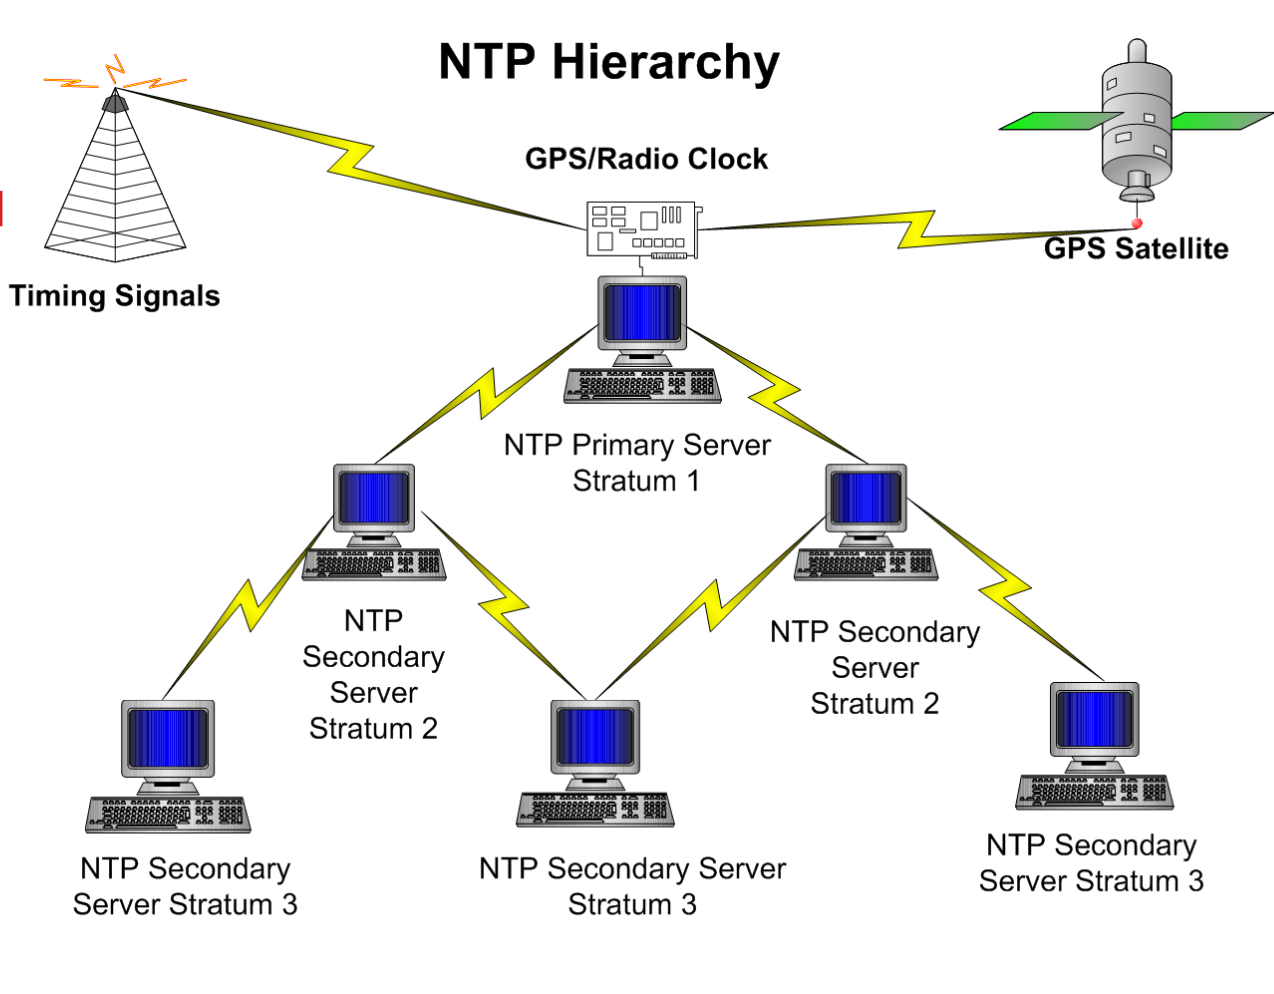 NTP Hierarchy
GPS/Radio Clock
GPS Satellite
Timing Signals
NTP Primary Server
Stratum 1
NTP
Secondary
Server
Stratum 2
NTP Secondary
Server
Stratum 2
NTP Secondary
Server Stratum 3
NTP Secondary Server
Stratum 3
NTP Secondary
Server Stratum 3